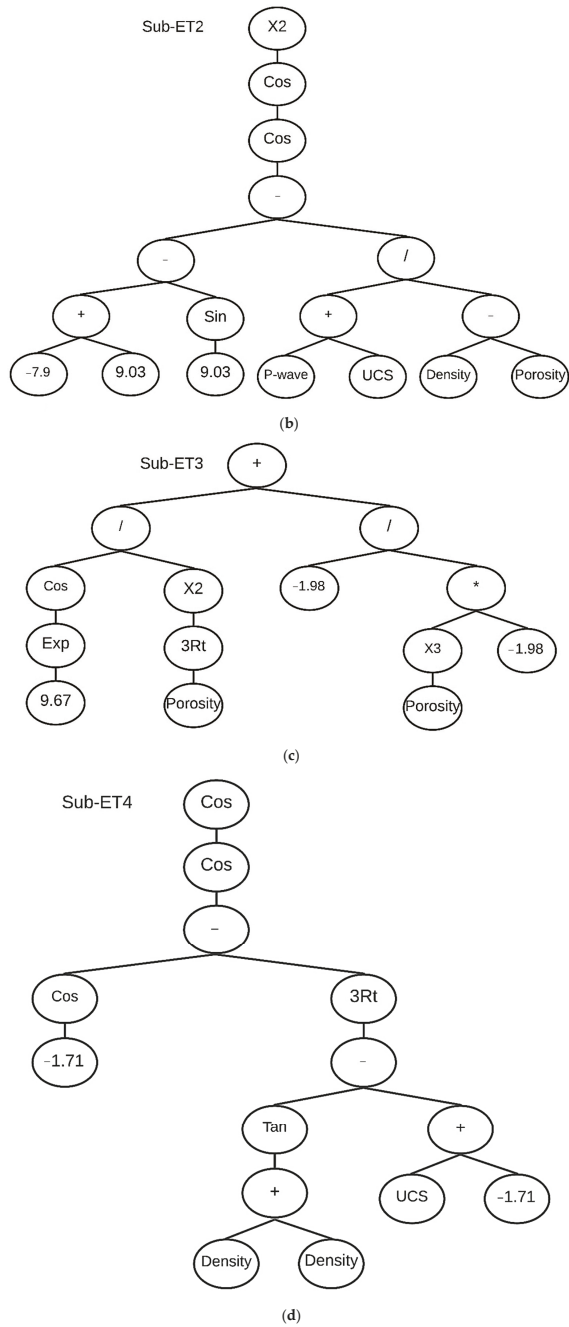 Sub-ET2 X2
Cos
Cos
–
– /
+ Sin + –
–7.9 9.03 9.03 P-wave UCS Density Porosity
(b)
Sub-ET3 +
/ /
Cos X2 –1.98 *
Exp 3Rt X3 –1.98
9.67 Porosity Porosity
(c)
Sub-ET4 Cos
Cos
–
Cos 3Rt
–1.71 –
Tan +
+ UCS –1.71
Density Density
(d)